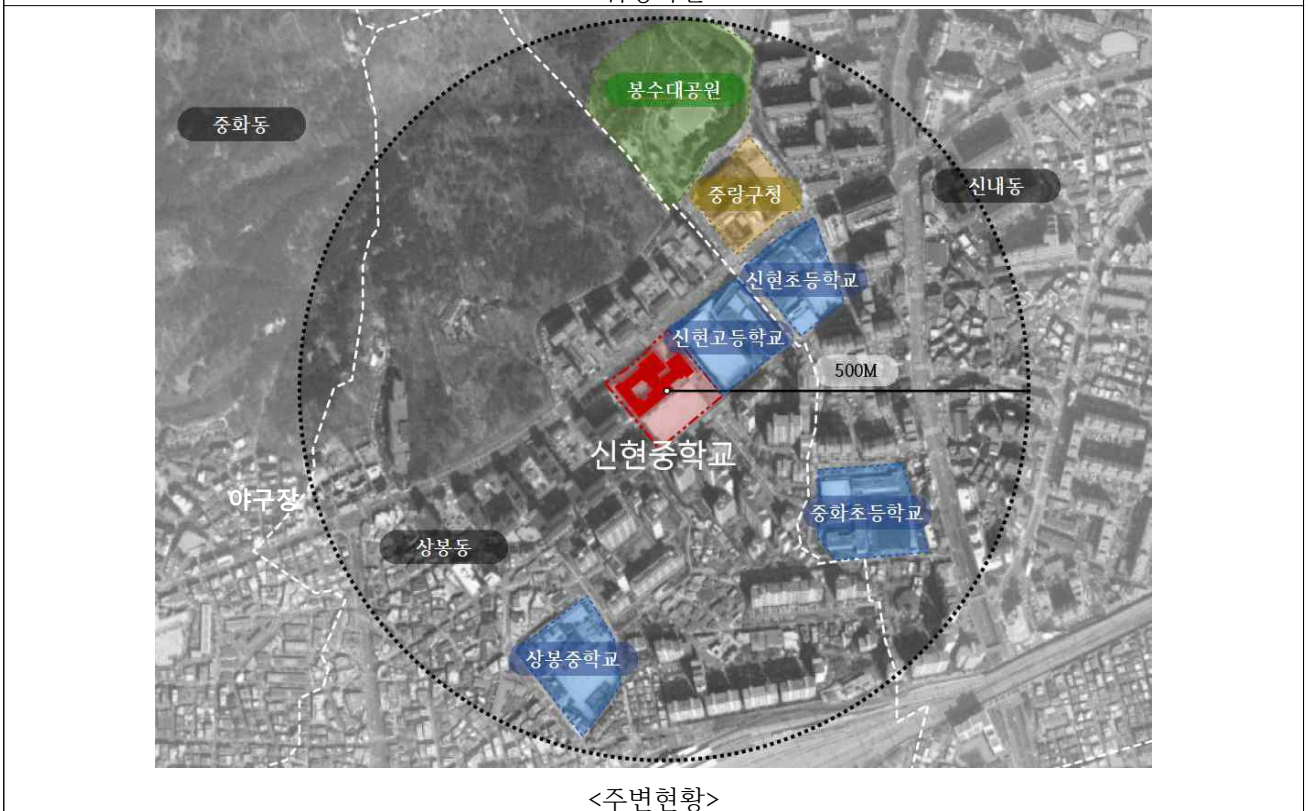 봉수대공원
중화동
중랑구청
신내동
신현초등학교
신현고등학교
500M
신현중학교
야구장
중화초등학교
상봉동
상봉중학교
<주변현황>